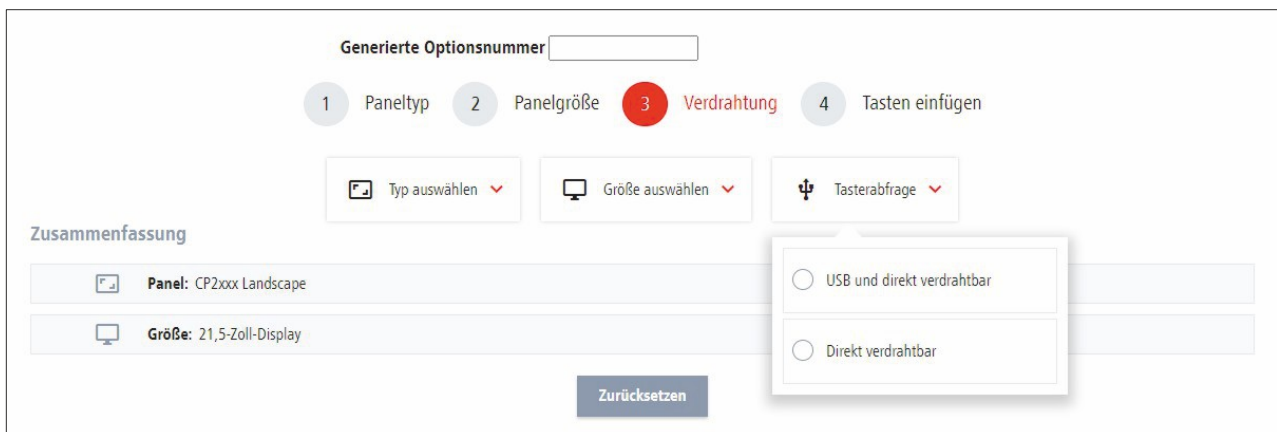 Generierte Optionsnummer
1 Paneltyp 2 Panelgröße 3 Verdrahtung 4 Tasten einfügen
Typ auswählen Größe auswählen Tasterabfrage
Zusammenfassung
Panel: CP2xxx Landscape
Größe: 21,5-Zoll-Display
USB und direkt verdrahtbar
Direkt verdrahtbar
Zurücksetzen